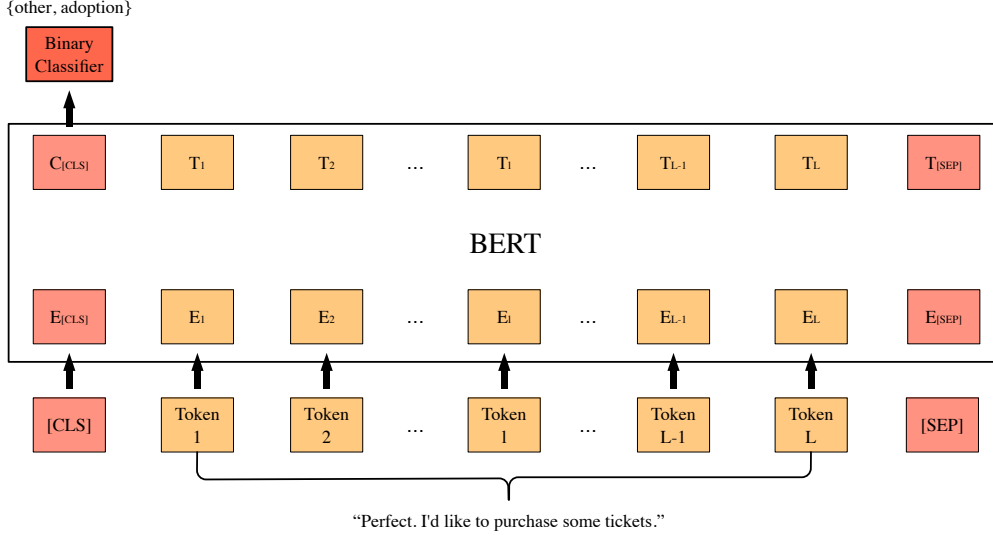 {other, adoption}
Binary
Classifier
C[CLS] T1 T2 ... Tl ... TL-1 TL T[SEP]
BERT
E[CLS] E1 E2 ... El ... EL-1 EL E[SEP]
[CLS] Token 1 Token 2 ... Token l ... Token L-1 Token L [SEP]
“Perfect. I'd like to purchase some tickets.”